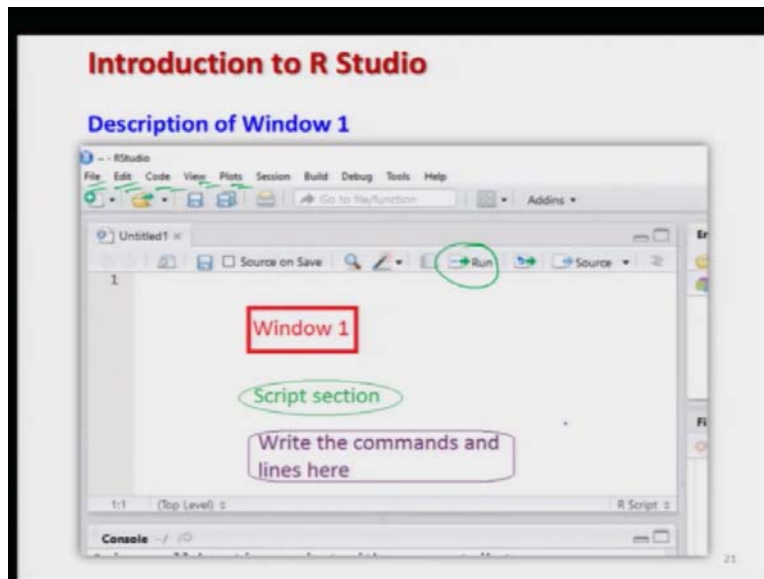 Introduction to R Studio
Description of Window 1
-- RStudio
File Edit Code View Plots Session Build Debug Tools Help
Go to file/function Addins
Untitled1 ×
Source on Save Run Source
1
Window 1
Script section
Write the commands and
lines here
1:1 (Top Level) R Script
Console ~/
En
Fi
21